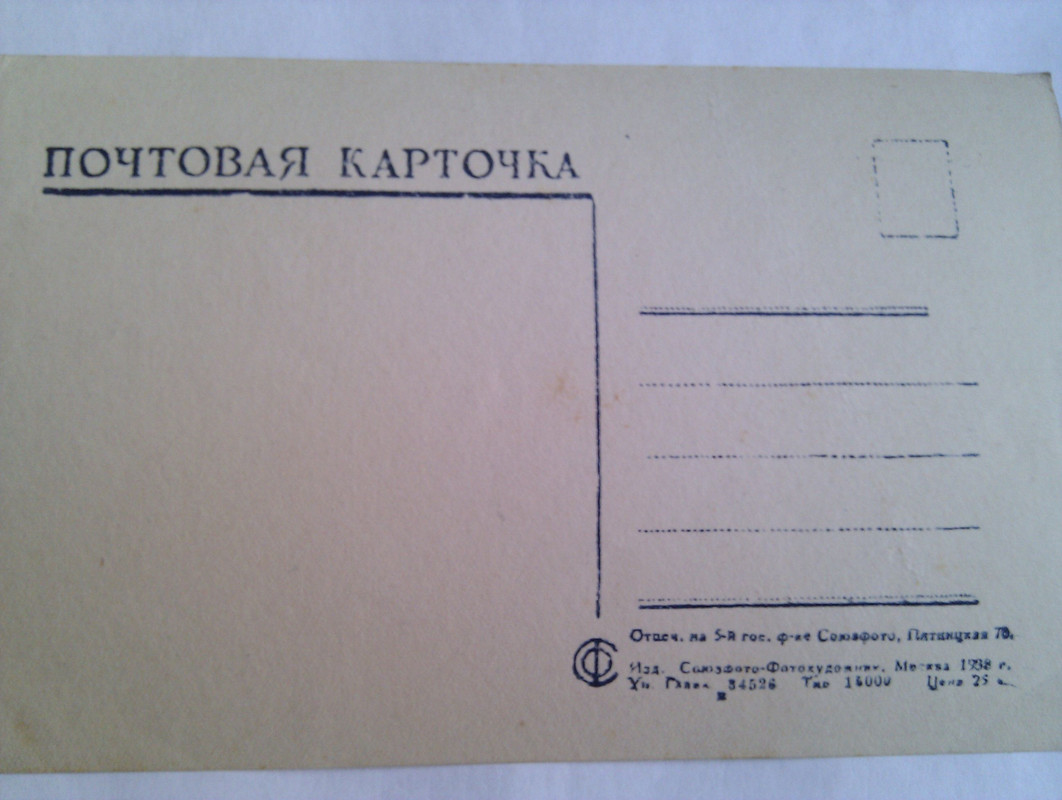 ПОЧТОВАЯ КАРТОЧКА
Отпеч. на 5-й гос. ф-ке Союзфото, Пятницкая 78.
Изд. Союзфото-Фотохудожник, Москва 1938 г.
Уп. Главл. 34526 Тир 15000 Цена 25 к.